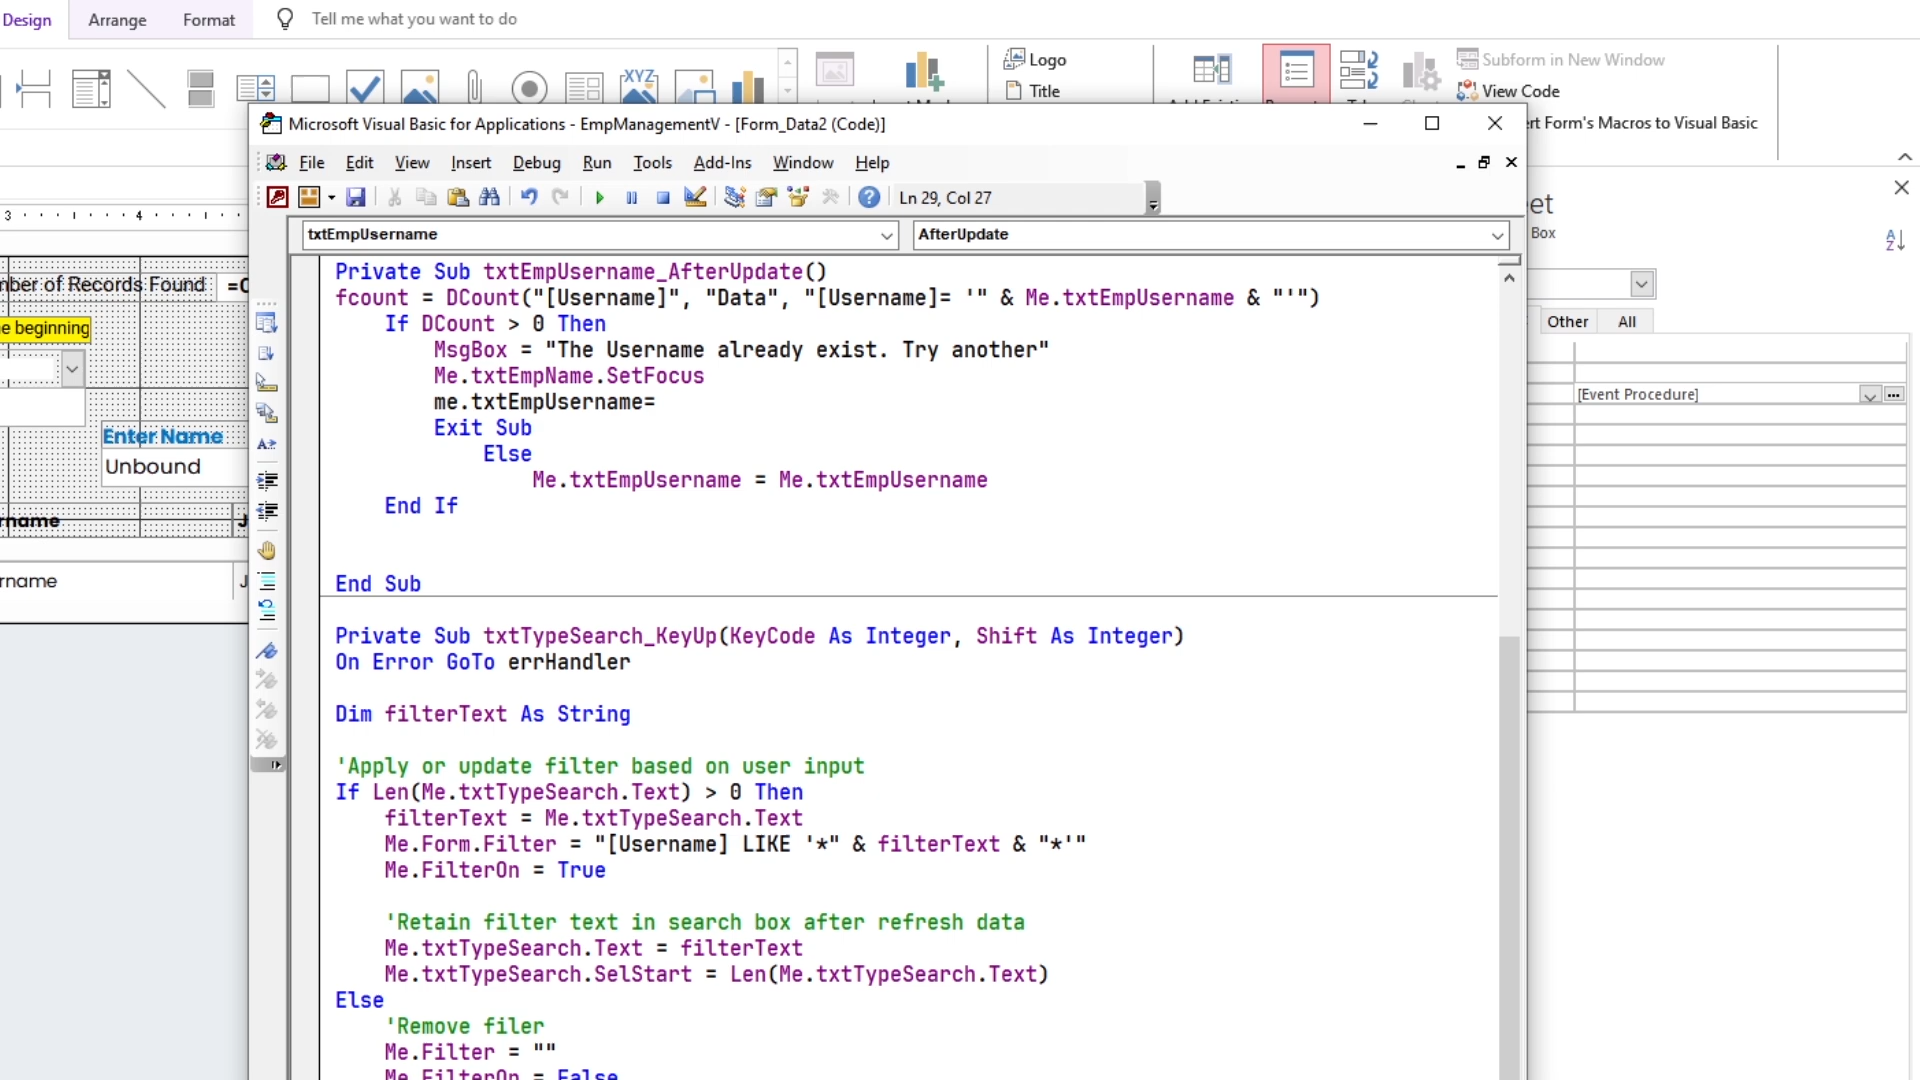 Design Arrange Format Tell me what you want to do
XYZ
Logo
Title
Subform in New Window
View Code
rt Form's Macros to Visual Basic
Microsoft Visual Basic for Applications - EmpManagementV - [Form_Data2 (Code)]
File Edit View Insert Debug Run Tools Add-Ins Window Help
Ln 29, Col 27
txtEmpUsername AfterUpdate
et
Box
Other All
[Event Procedure]
3 4
nber of Records Found =C
e beginning
Enter Name
Unbound
rname J
rname J
Private Sub txtEmpUsername_AfterUpdate()
fcount = DCount("[Username]", "Data", "[Username]= '" & Me.txtEmpUsername & "'")
If DCount > 0 Then
MsgBox = "The Username already exist. Try another"
Me.txtEmpName.SetFocus
me.txtEmpUsername=
Exit Sub
Else
Me.txtEmpUsername = Me.txtEmpUsername
End If
End Sub
Private Sub txtTypeSearch_KeyUp(KeyCode As Integer, Shift As Integer)
On Error GoTo errHandler
Dim filterText As String
'Apply or update filter based on user input
If Len(Me.txtTypeSearch.Text) > 0 Then
filterText = Me.txtTypeSearch.Text
Me.Form.Filter = "[Username] LIKE '*" & filterText & "*'"
Me.FilterOn = True
'Retain filter text in search box after refresh data
Me.txtTypeSearch.Text = filterText
Me.txtTypeSearch.SelStart = Len(Me.txtTypeSearch.Text)
Else
'Remove filer
Me.Filter = ""
Me.FilterOn = False